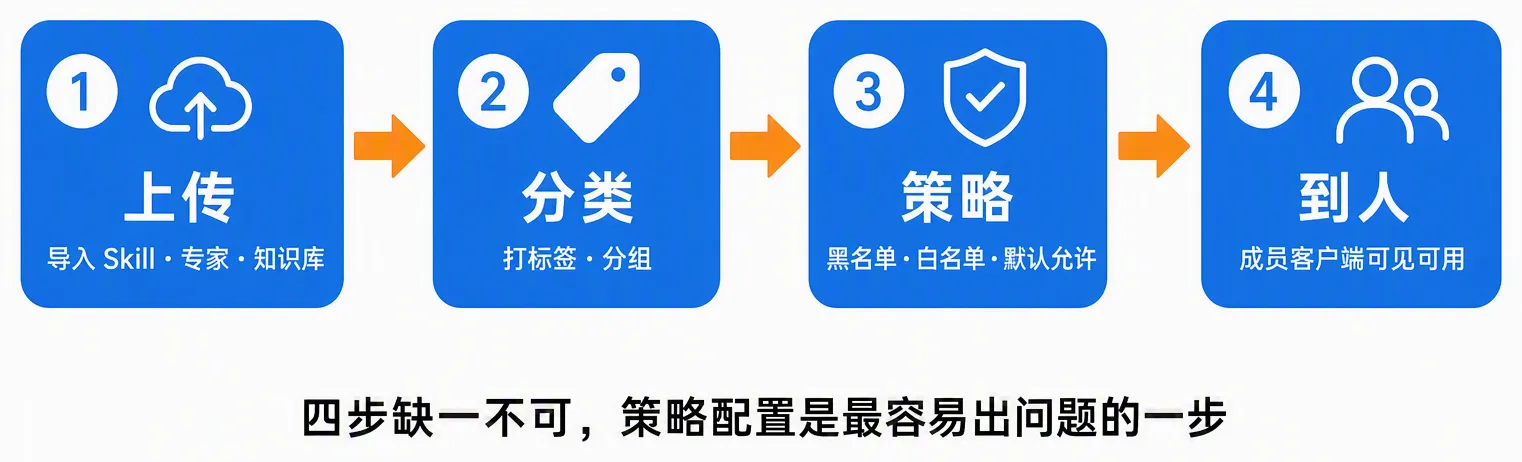 1
上传
导入 Skill·专家·知识库
2
分类
打标签·分组
3
策略
黑名单·白名单·默认允许
4
到人
成员客户端可见可用
四步缺一不可，策略配置是最容易出问题的一步